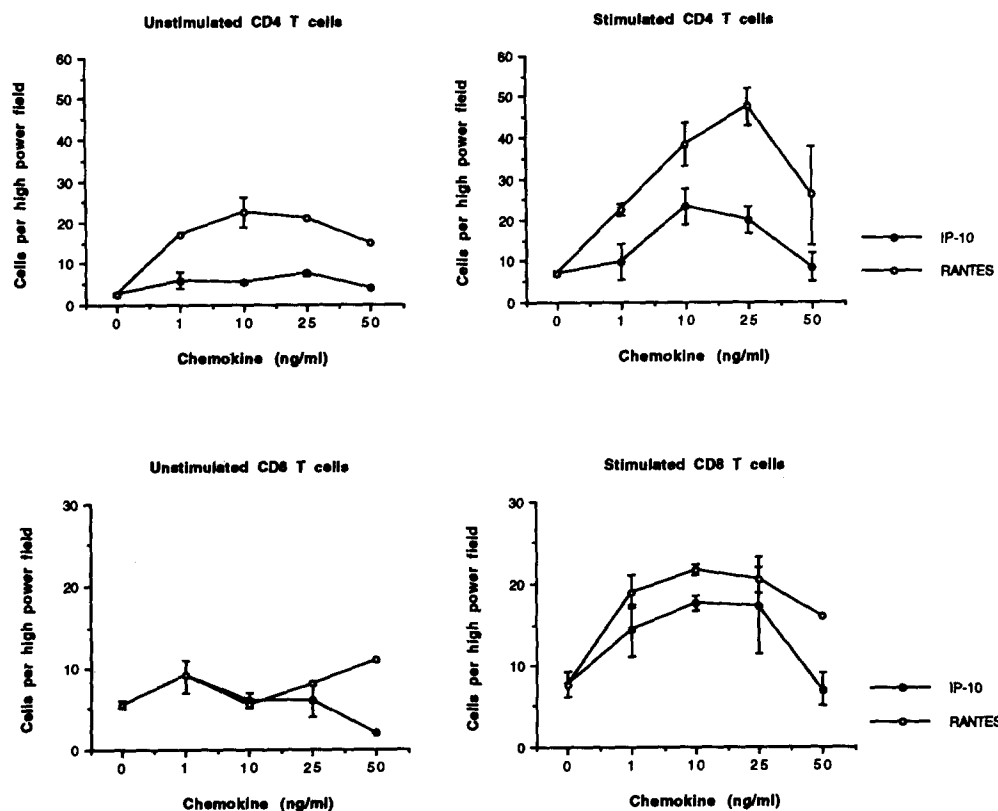 Unstimulated CD4 T cells
Cells per high power field
60
50
40
30
20
10
0
0 1 10 25 50
Chemokine (ng/ml)
Stimulated CD4 T cells
Cells per high power field
60
50
40
30
20
10
0
0 1 10 25 50
Chemokine (ng/ml)
IP-10
RANTES
Unstimulated CD8 T cells
Cells per high power field
30
20
10
0
0 1 10 25 50
Chemokine (ng/ml)
Stimulated CD8 T cells
Cells per high power field
30
20
10
0
0 1 10 25 50
Chemokine (ng/ml)
IP-10
RANTES